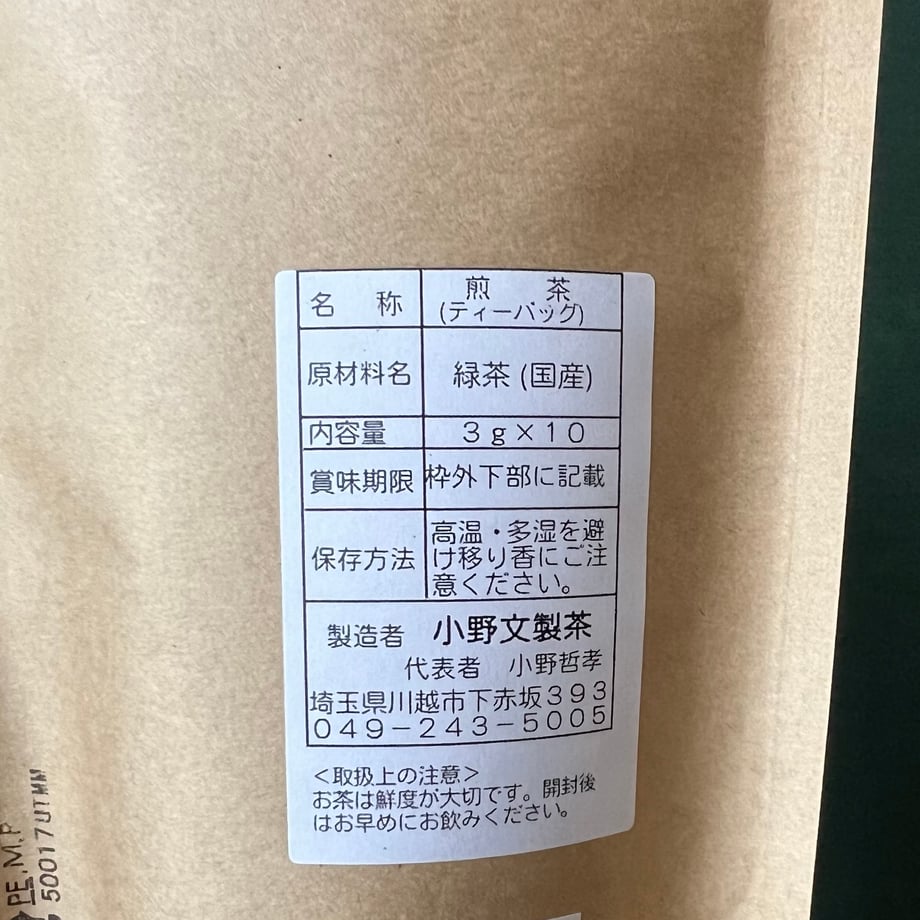 名 称 煎 茶
(ティーバッグ)
原材料名 緑茶 (国産)
内容量 3g×10
賞味期限 枠外下部に記載
保存方法 高温・多湿を避
け移り香にご注
意ください。
製造者 小野文製茶
代表者 小野哲孝
埼玉県川越市下赤坂393
049-243-5005
<取扱上の注意>
お茶は鮮度が大切です。開封後
はお早めにお飲みください。
PE.M.P
50017UTMM